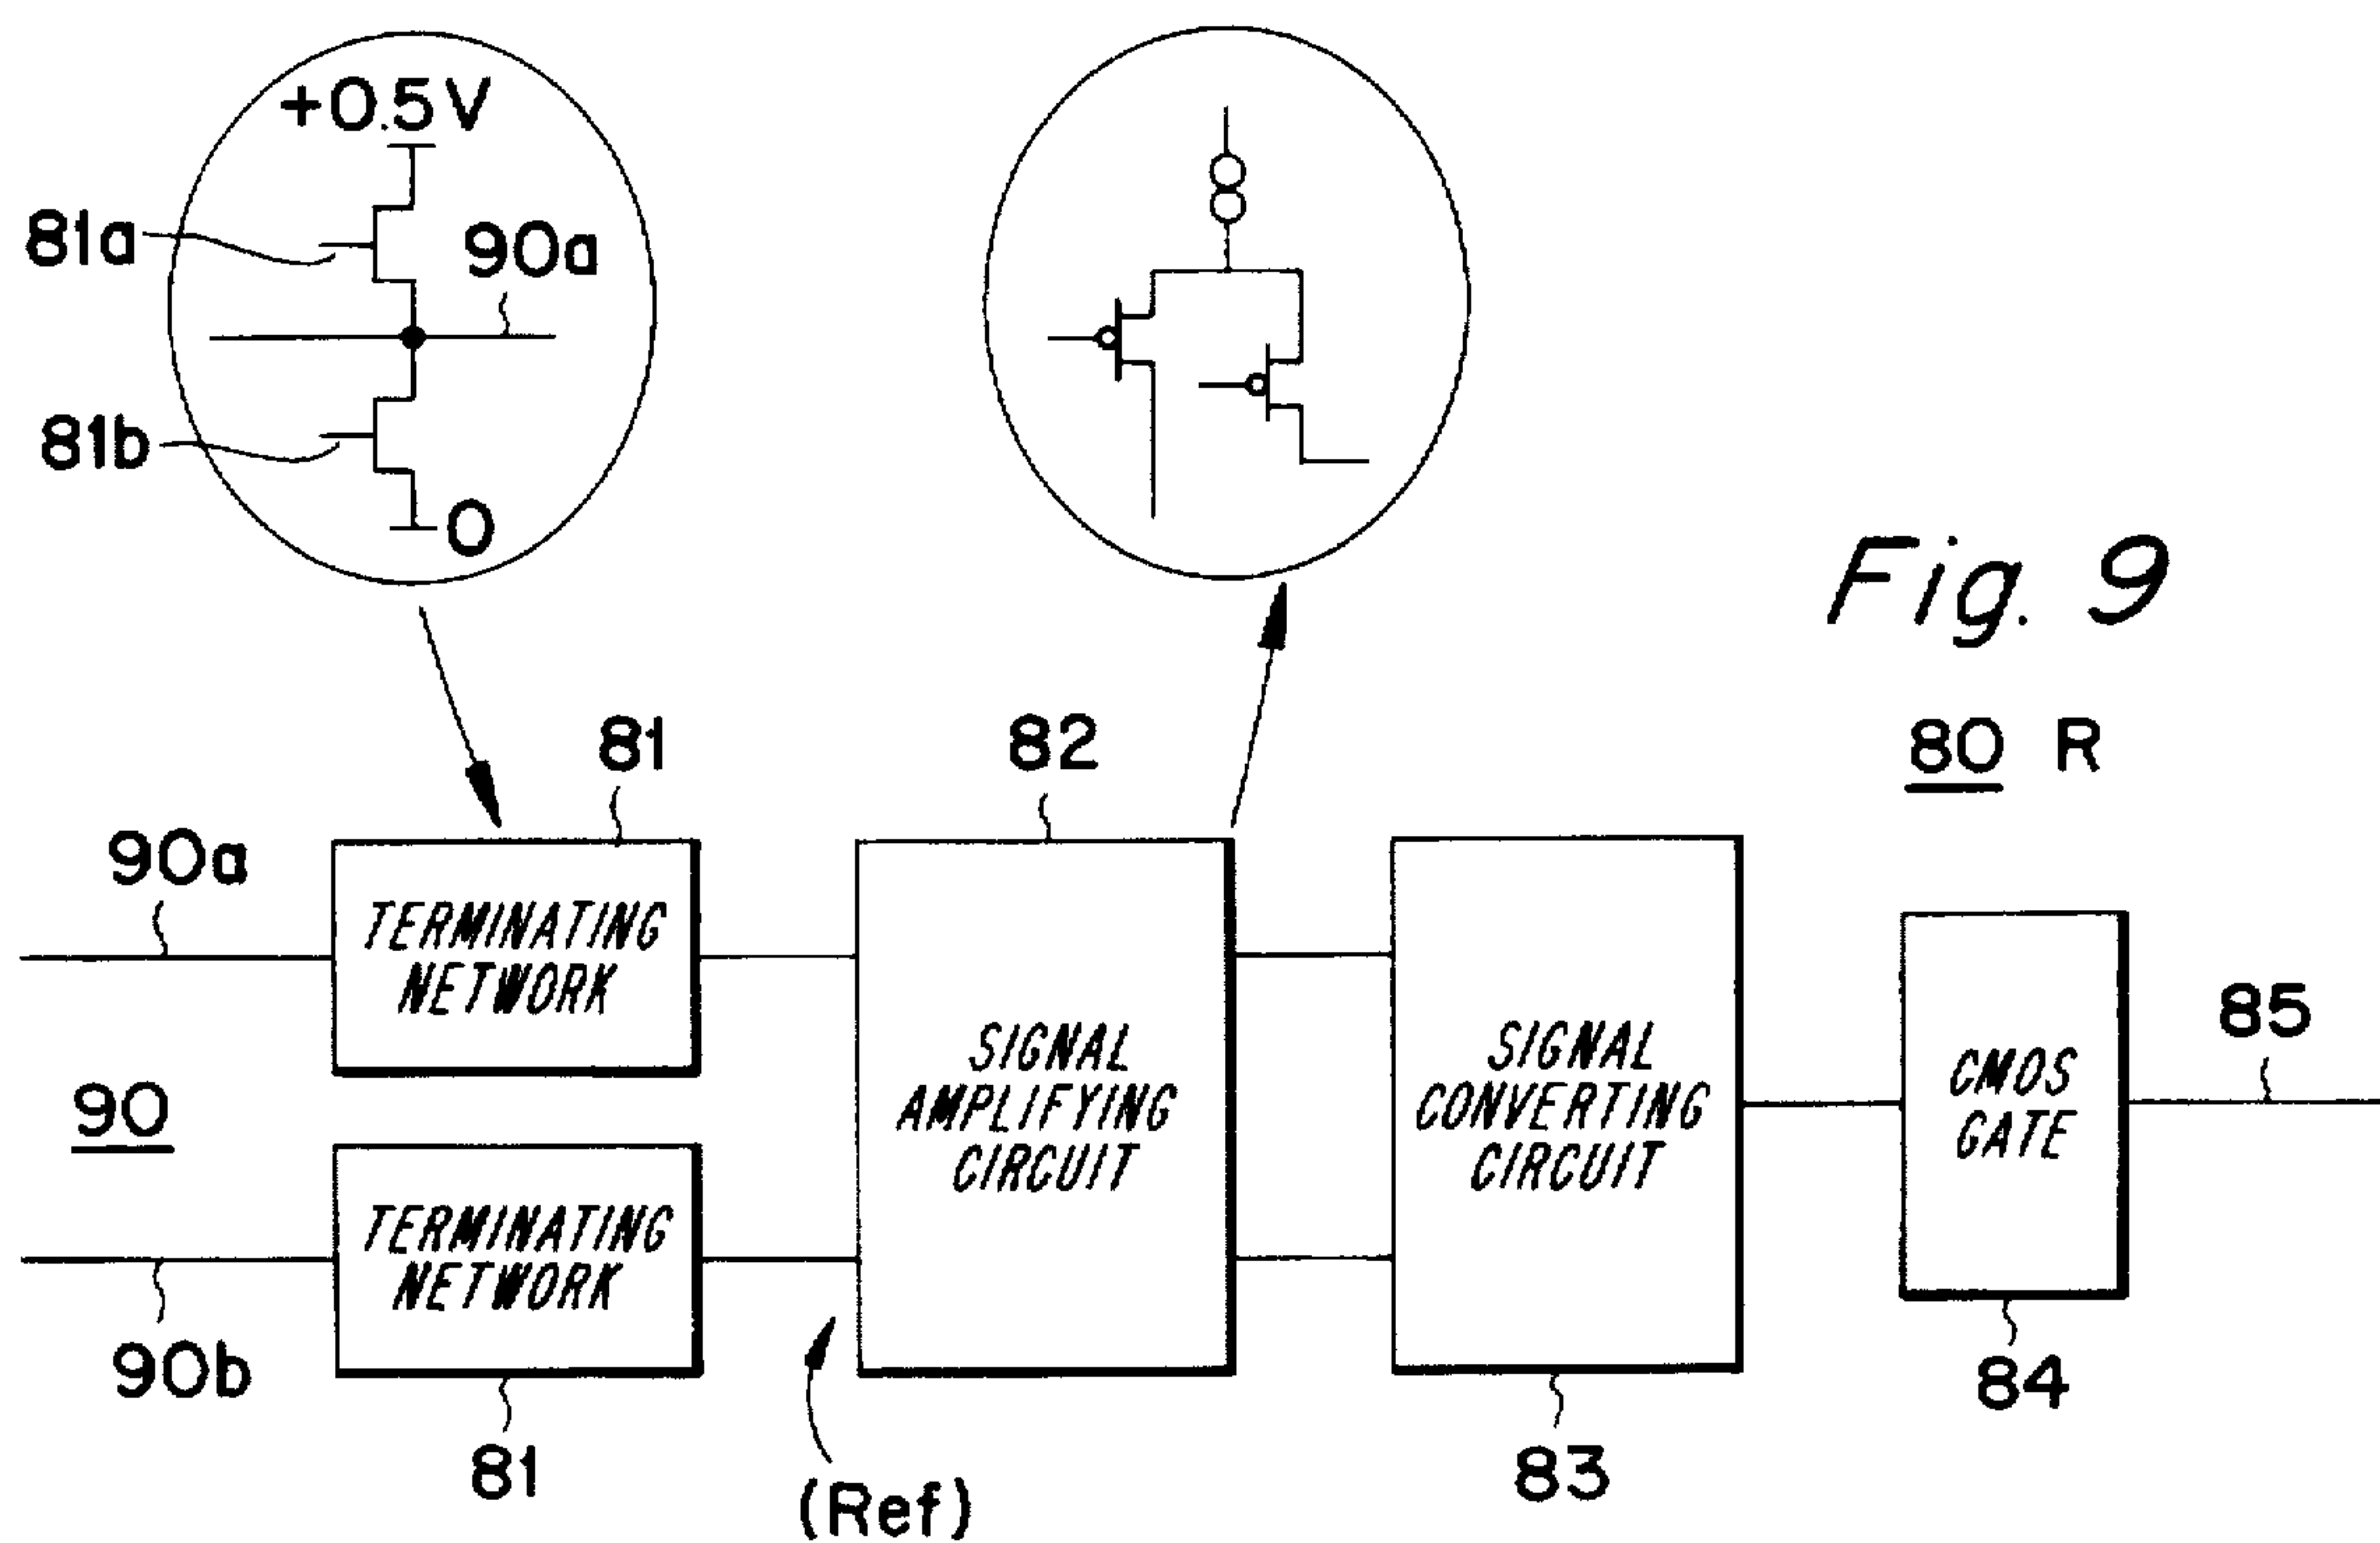 +0.5V
81a
90a
81b
0
Fig. 9
80 R
81
82
90a
TERMINATING
NETWORK
SIGNAL
AMPLIFYING
CIRCUIT
SIGNAL
CONVERTING
CIRCUIT
CMOS
GATE
85
90
TERMINATING
NETWORK
90b
81
(Ref)
83
84